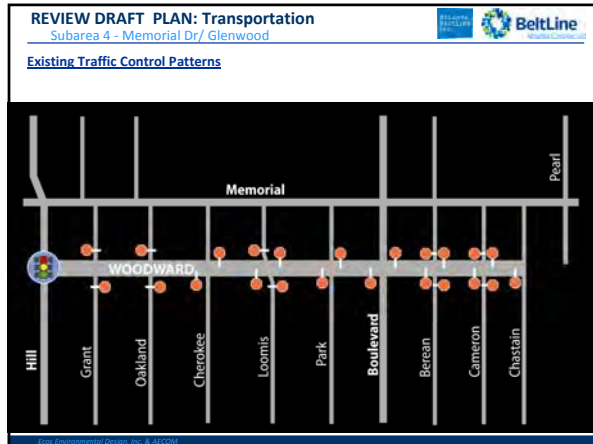 REVIEW DRAFT PLAN: Transportation
Subarea 4 - Memorial Dr/ Glenwood
BeltLine
Existing Traffic Control Patterns
Memorial
Pearl
WOODWARD
Hill
Grant
Oakland
Cherokee
Loomis
Park
Boulevard
Berean
Cameron
Chastain
Ecos Environmental Design, Inc. & AECOM